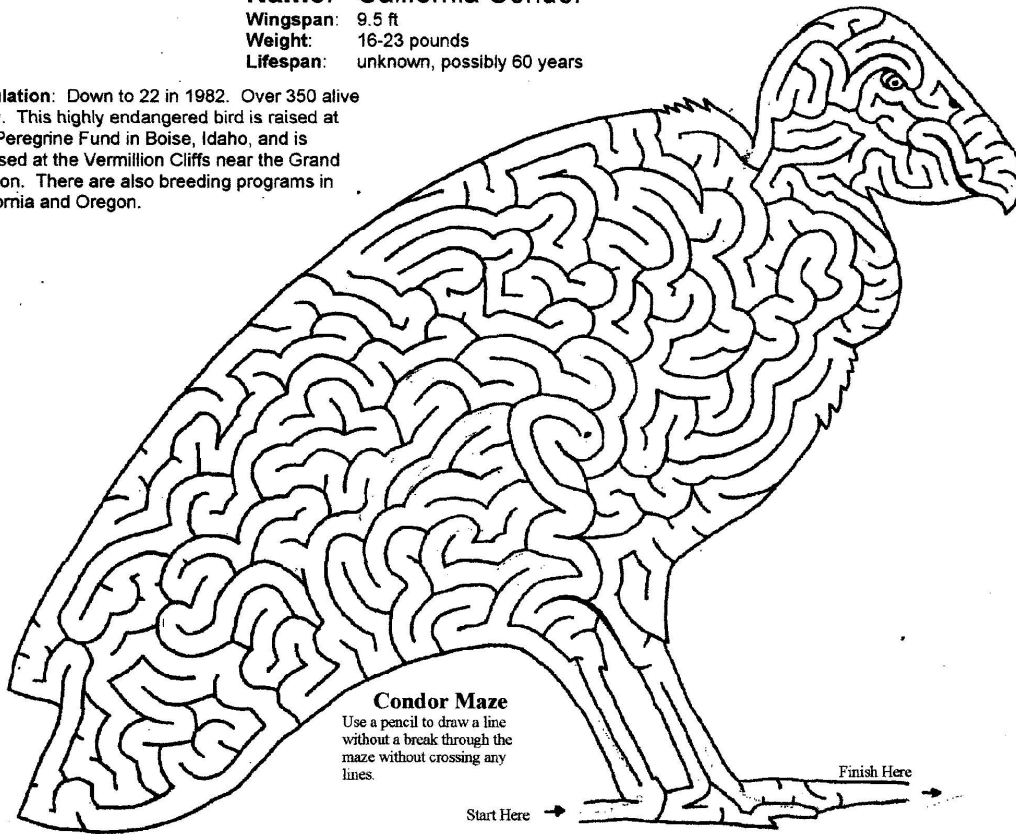 Wingspan: 9.5 ft
Weight: 16-23 pounds
Lifespan: unknown, possibly 60 years
Down to 22 in 1982. Over 350 alive
This highly endangered bird is raised at
Peregrine Fund in Boise, Idaho, and is
at the Vermillion Cliffs near the Grand
There are also breeding programs in
and Oregon.
Condor Maze
Use a pencil to draw a line
without a break through the
maze without crossing any
lines.
Finish Here
Start Here